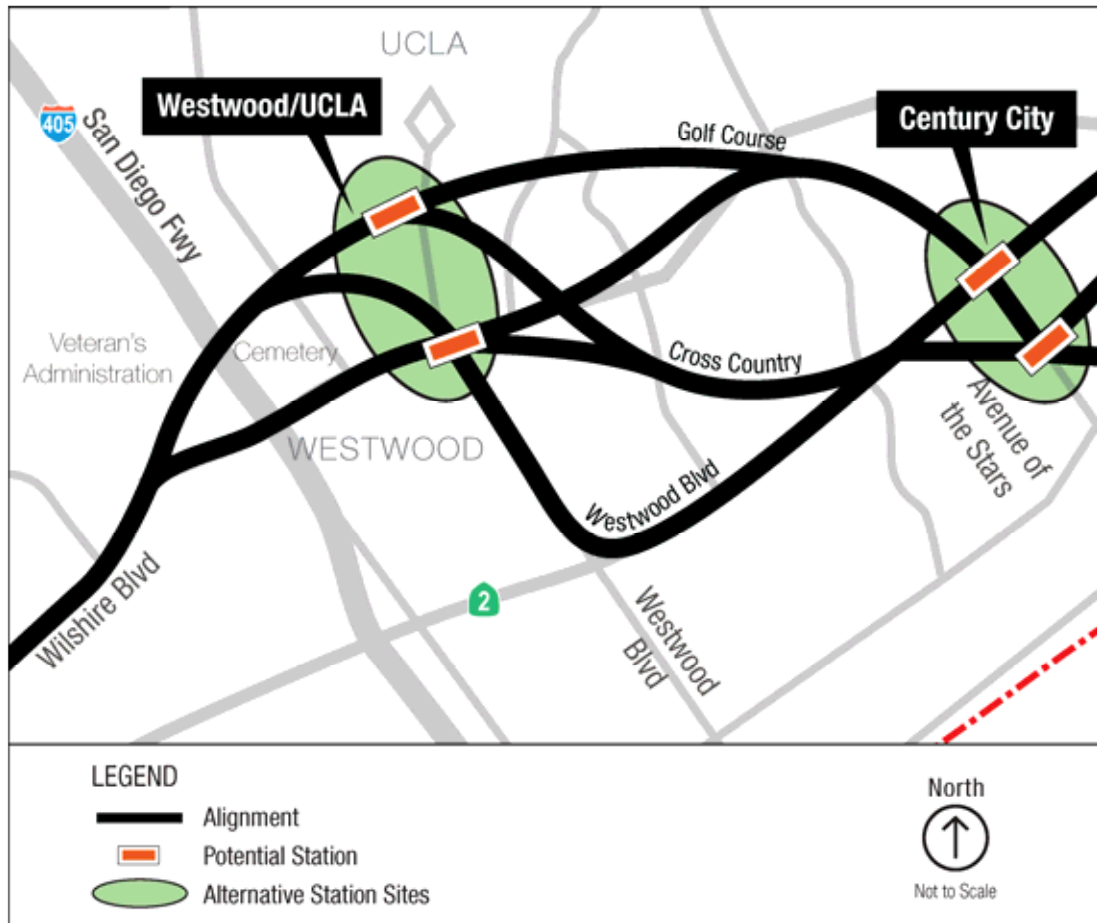 UCLA
Westwood/UCLA
405
San Diego Fwy
Golf Course
Century City
Veteran's
Administration
Cemetery
Cross Country
WESTWOOD
Avenue of
the Stars
Westwood Blvd
2
Wilshire Blvd
Westwood
Blvd
LEGEND
Alignment
Potential Station
Alternative Station Sites
North
Not to Scale